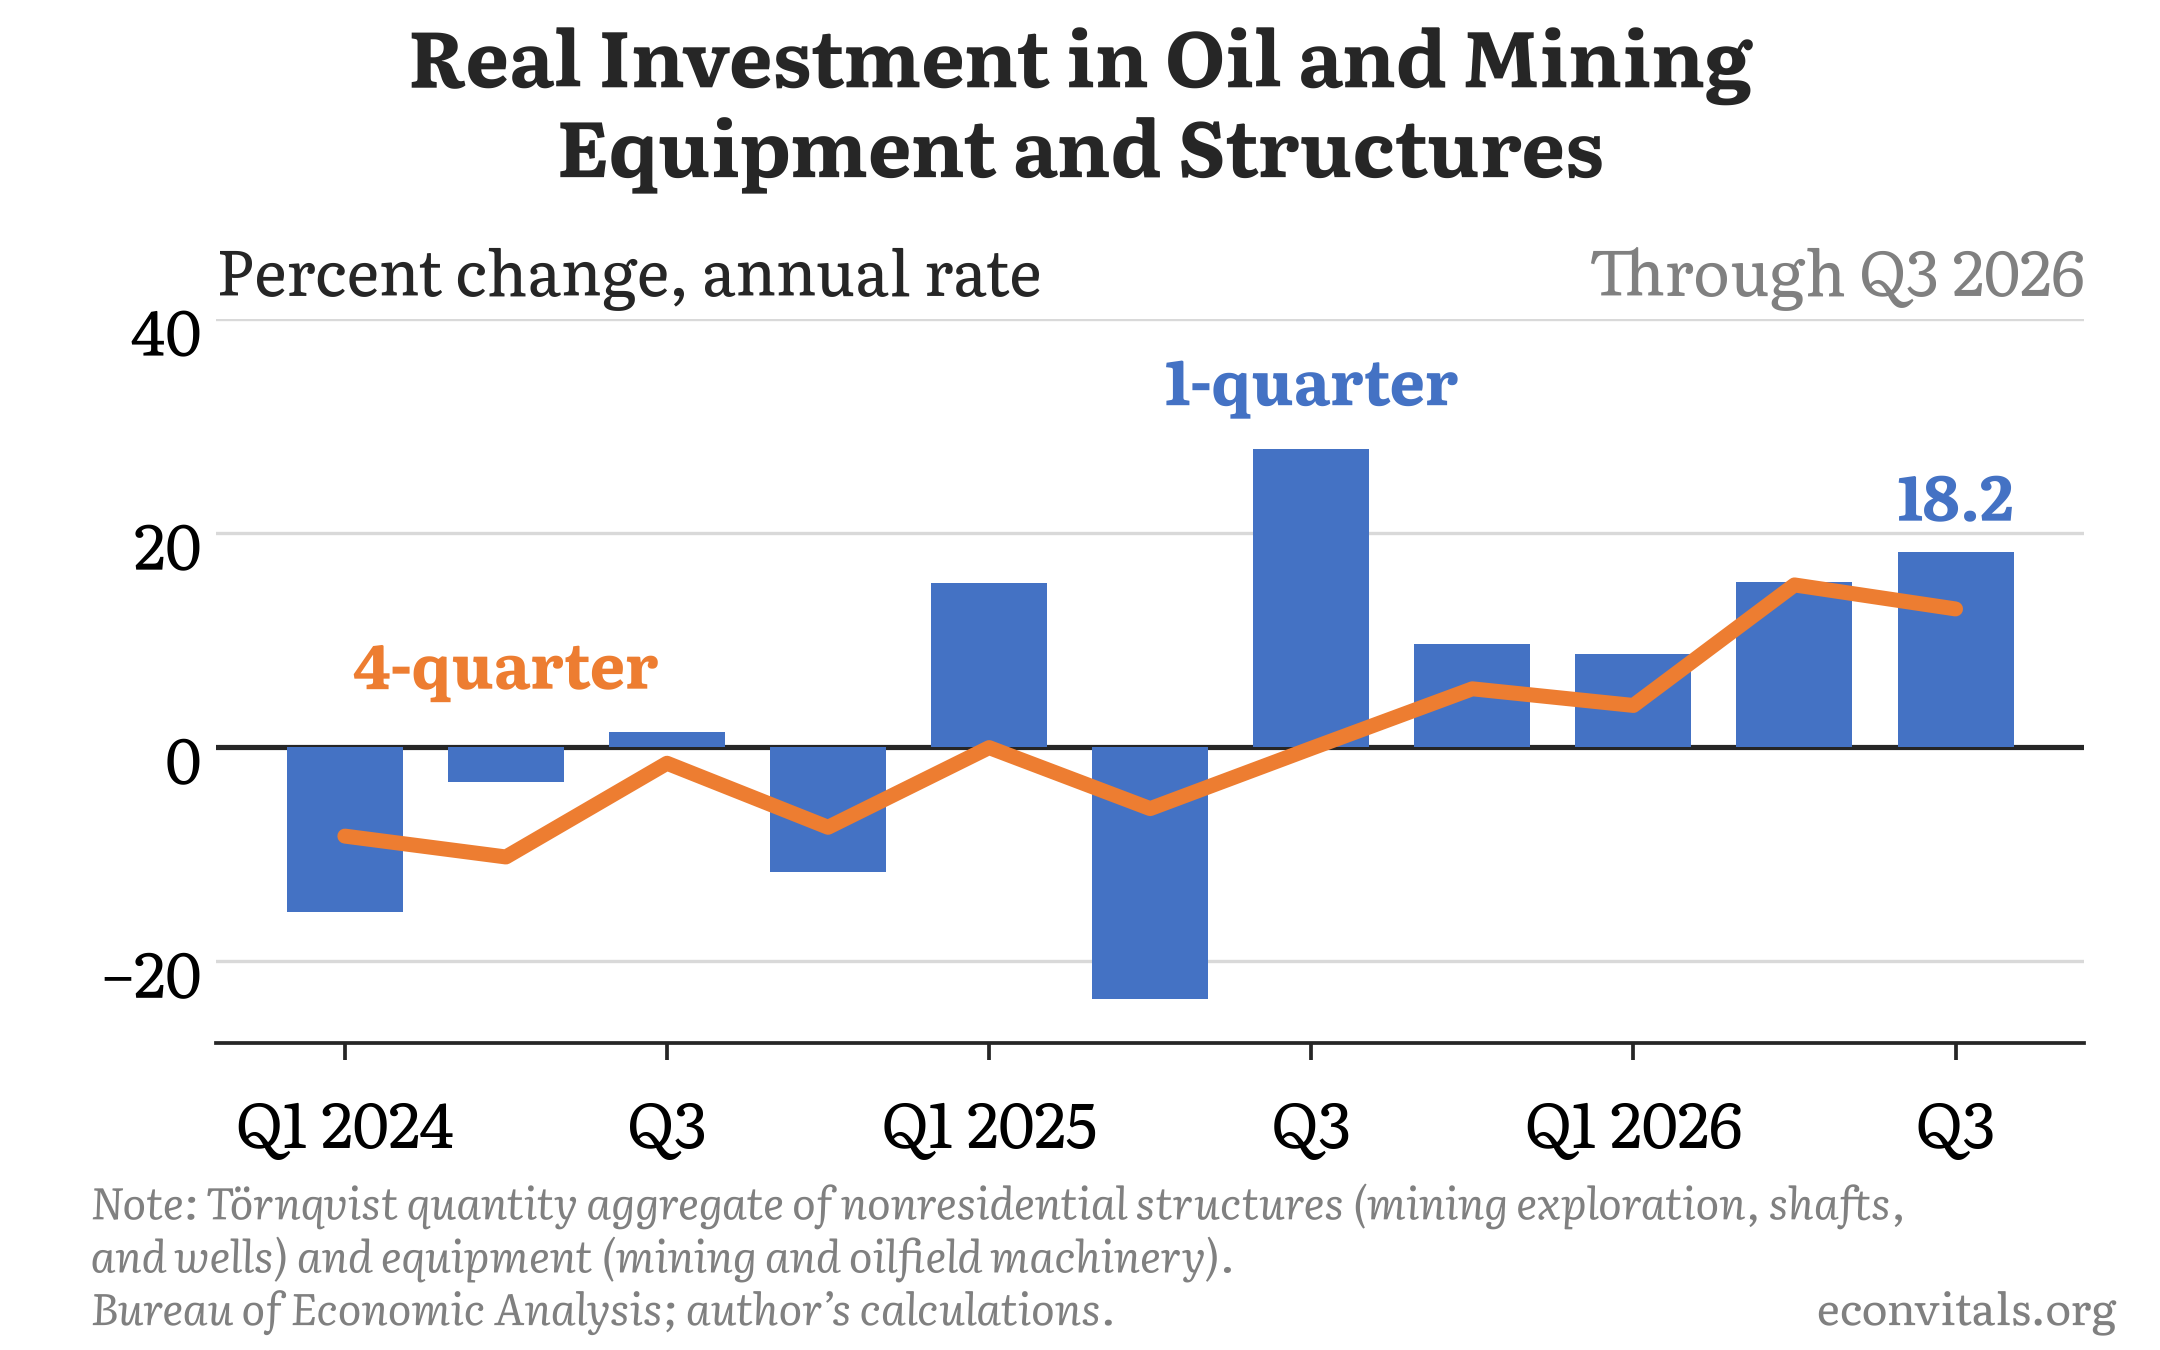 Real Investment in Oil and Mining
Equipment and Structures
Percent change, annual rate
Through Q3 2026
40
1-quarter
18.2
20
4-quarter
0
−20
Q1 2024 Q3 Q1 2025 Q3 Q1 2026 Q3
Note: Törnqvist quantity aggregate of nonresidential structures (mining exploration, shafts,
and wells) and equipment (mining and oilfield machinery).
Bureau of Economic Analysis; author’s calculations.
econvitals.org